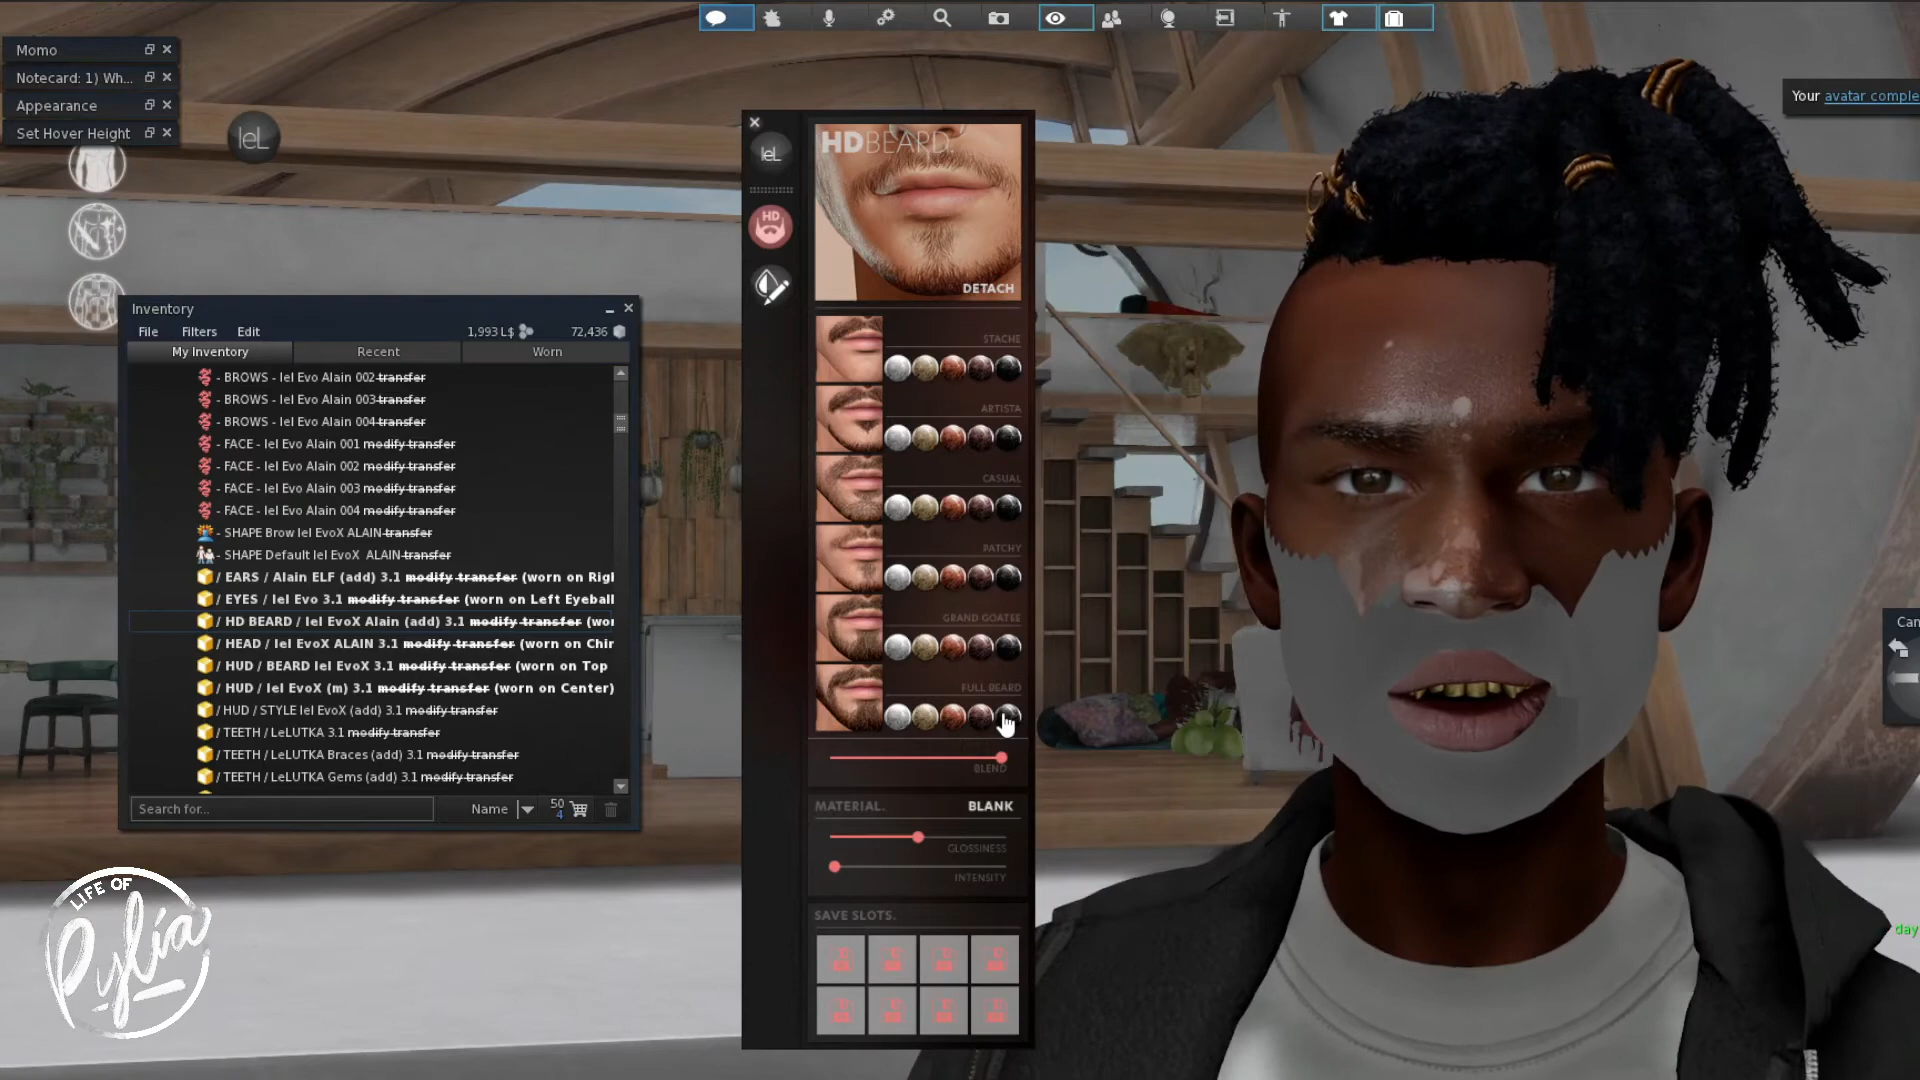 Momo
Notecard: 1) Wh...
Appearance
Set Hover Height
leL
Your avatar comple
leL
HD BEARD.
HD
DETACH
STACHE
ARTISTA
CASUAL
PATCHY
GRAND GOATEE
FULL BEARD
BLEND
MATERIAL. BLANK
GLOSSINESS
INTENSITY
SAVE SLOTS.
Inventory
File Filters Edit 1,993 L$ 72,436
My Inventory Recent Worn
- BROWS - lel Evo Alain 002 transfer
- BROWS - lel Evo Alain 003 transfer
- BROWS - lel Evo Alain 004 transfer
- FACE - lel Evo Alain 001 modify transfer
- FACE - lel Evo Alain 002 modify transfer
- FACE - lel Evo Alain 003 modify transfer
- FACE - lel Evo Alain 004 modify transfer
- SHAPE Brow lel EvoX ALAIN transfer
- SHAPE Default lel EvoX ALAIN transfer
/ EARS / Alain ELF (add) 3.1 modify transfer (worn on Rigl
/ EYES / lel Evo 3.1 modify transfer (worn on Left Eyeball
/ HD BEARD / lel EvoX Alain (add) 3.1 modify transfer (wor
/ HEAD / lel EvoX ALAIN 3.1 modify transfer (worn on Chin
/ HUD / BEARD lel EvoX 3.1 modify transfer (worn on Top
/ HUD / lel EvoX (m) 3.1 modify transfer (worn on Center)
/ HUD / STYLE lel EvoX (add) 3.1 modify transfer
/ TEETH / LeLUTKA 3.1 modify transfer
/ TEETH / LeLUTKA Braces (add) 3.1 modify transfer
/ TEETH / LeLUTKA Gems (add) 3.1 modify transfer
Search for... Name 50
4
Cam
day
LIFE OF
Pylia